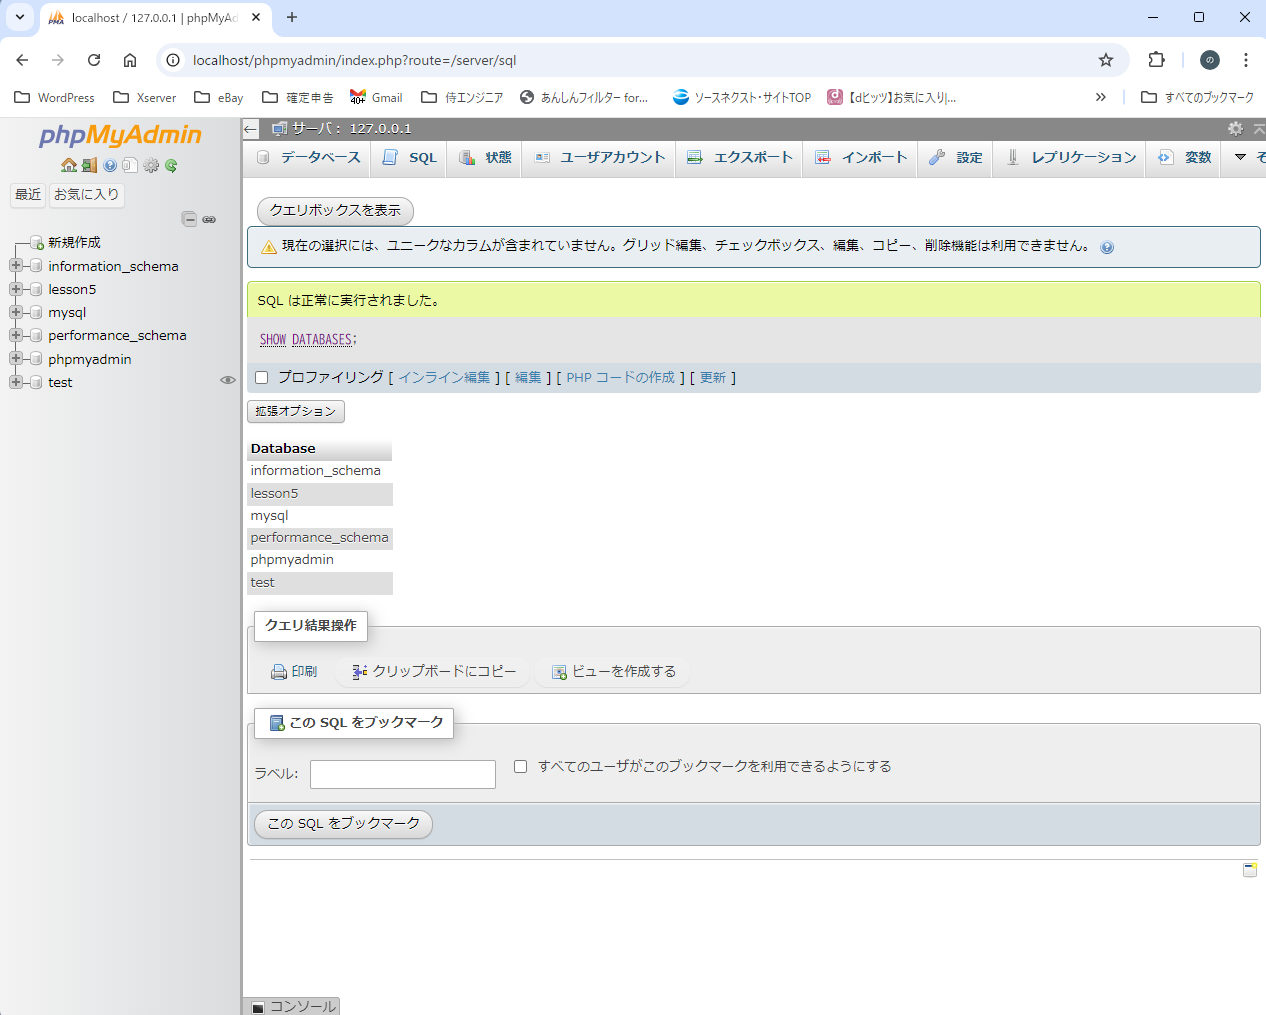 localhost / 127.0.0.1 | phpMyAd
localhost/phpmyadmin/index.php?route=/server/sql
の
WordPress
Xserver
eBay
確定申告
40+
Gmail
侍エンジニア
あんしんフィルター for...
ソースネクスト・サイトTOP
【dヒッツ】お気に入り|...
すべてのブックマーク
phpMyAdmin
最近
お気に入り
新規作成
information_schema
lesson5
mysql
performance_schema
phpmyadmin
test
サーバ: 127.0.0.1
データベース
SQL
状態
ユーザアカウント
エクスポート
インポート
設定
レプリケーション
変数
そ
クエリボックスを表示
現在の選択には、ユニークなカラムが含まれていません。グリッド編集、チェックボックス、編集、コピー、削除機能は利用できません。
SQL は正常に実行されました。
SHOW DATABASES;
プロファイリング [ インライン編集 ] [ 編集 ] [ PHP コードの作成 ] [ 更新 ]
拡張オプション
Database
information_schema
lesson5
mysql
performance_schema
phpmyadmin
test
クエリ結果操作
印刷
クリップボードにコピー
ビューを作成する
この SQL をブックマーク
ラベル:
すべてのユーザがこのブックマークを利用できるようにする
この SQL をブックマーク
コンソール